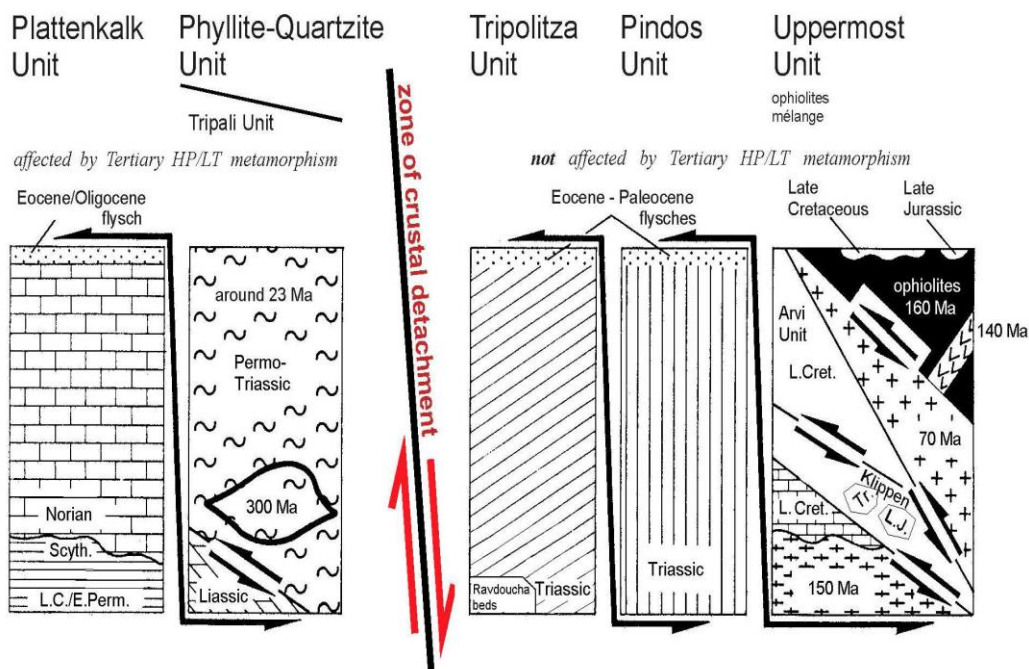 Plattenkalk
Unit
Phyllite-Quartzite
Unit
Tripali Unit
Tripolitza
Unit
Pindos
Unit
Uppermost
Unit
ophiolites
mélange
affected by Tertiary HP/LT metamorphism
not affected by Tertiary HP/LT metamorphism
zone of crustal detachment
Eocene/Oligocene
flysch
Norian
Scyth.
L.C./E.Perm.
around 23 Ma
Permo-
Triassic
300 Ma
Liassic
Eocene - Paleocene
flysches
Ravdoucha
beds
Triassic
Triassic
Late
Cretaceous
Late
Jurassic
ophiolites
160 Ma
140 Ma
Arvi
Unit
L.Cret.
70 Ma
Klippen
Tr.
L.J.
L.Cret.
150 Ma